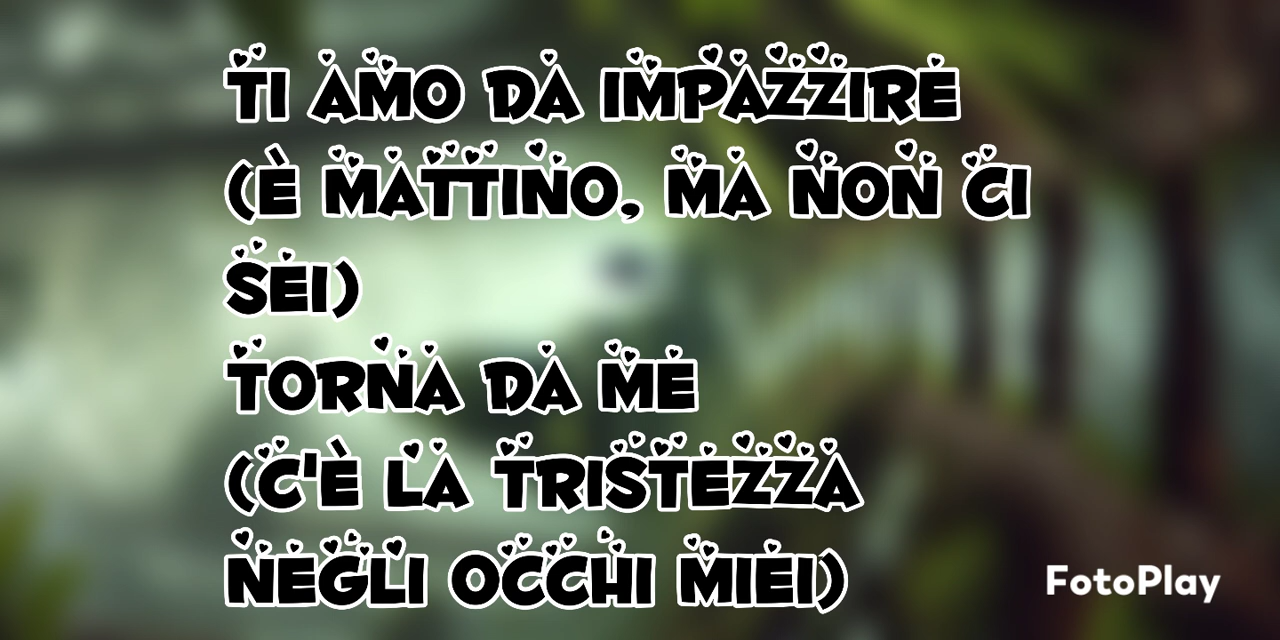 TI AMO DA IMPAZZIRE
(È MATTINO, MA NON CI
SEI)
TORNA DA ME
(C'È LA TRISTEZZA
NEGLI OCCHI MIEI)
FotoPlay